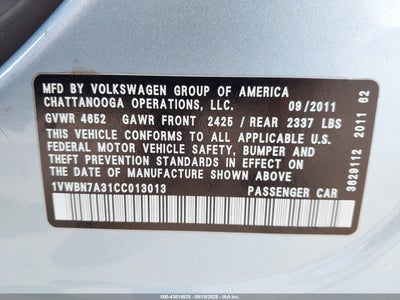 MFD BY VOLKSWAGEN GROUP OF AMERICA
CHATTANOOGA OPERATIONS, LLC. 09/2011
GVWR 4652 GAWR FRONT 2425 / REAR 2337 LBS
THIS VEHICLE CONFORMS TO ALL APPLICABLE U.S.
FEDERAL MOTOR VEHICLE SAFETY, BUMPER AND
THEFT PREVENTION STANDARDS IN EFFECT ON
THE DATE OF MANUFACTURE SHOWN ABOVE
1VWBN7A31CC013013 PASSENGER CAR
3629112 2011 62